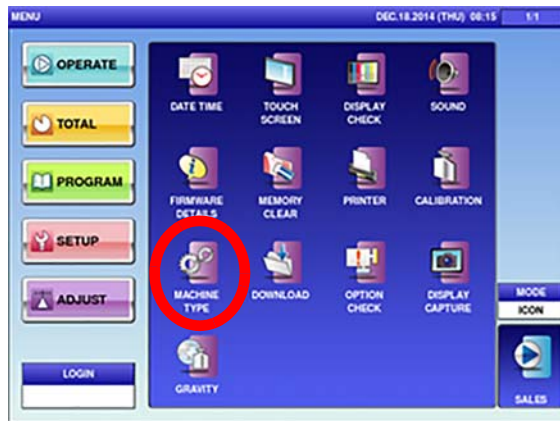 MENU DEC.18.2014 (THU) 08:15 1/1
OPERATE
TOTAL
PROGRAM
SETUP
ADJUST
LOGIN
DATE TIME
TOUCH
SCREEN
DISPLAY
CHECK
SOUND
FIRMWARE
DETAILS
MEMORY
CLEAR
PRINTER
CALIBRATION
MACHINE
TYPE
DOWNLOAD
OPTION
CHECK
DISPLAY
CAPTURE
GRAVITY
MODE
ICON
SALES